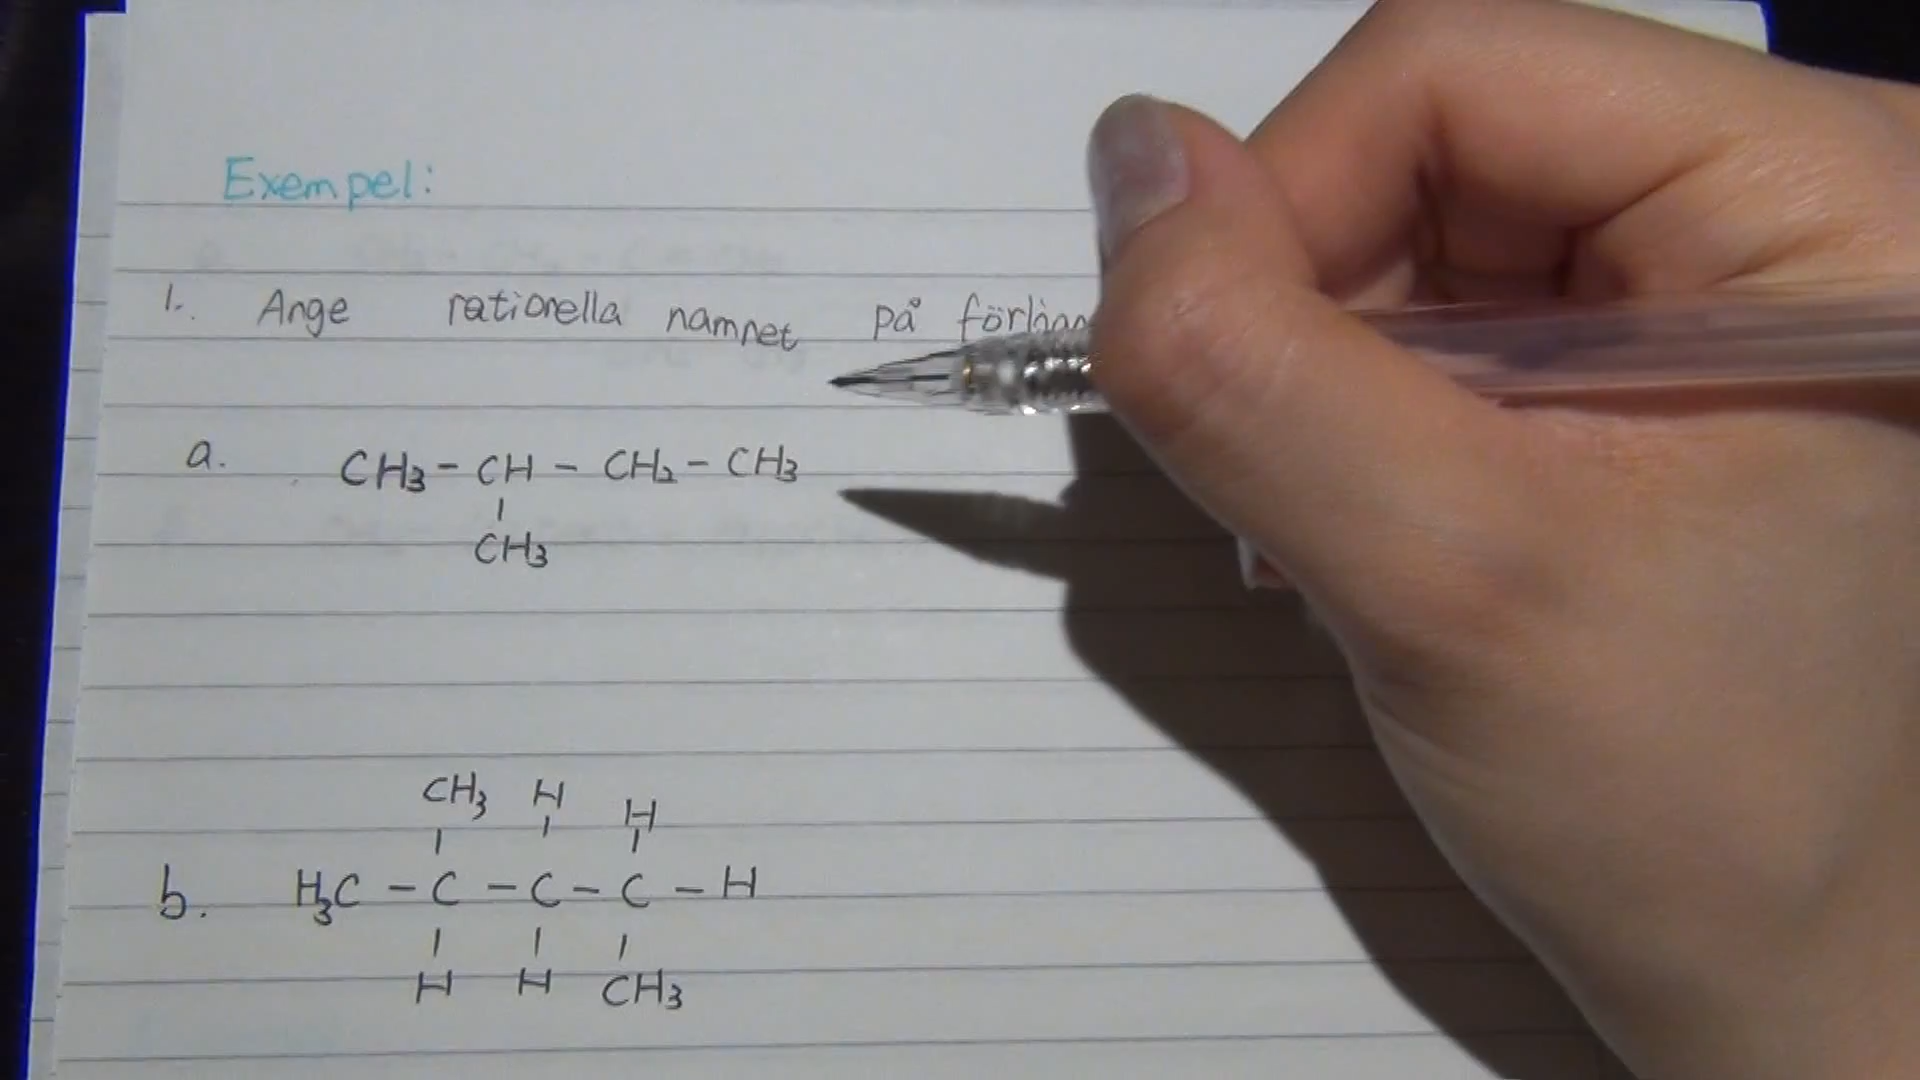 Exempel:
1. Ange rationella namnet på
a. CH₃ - CH - CH₂ - CH₃
CH₃
CH₃ H H
b. H₃C - C - C - C - H
H H CH₃